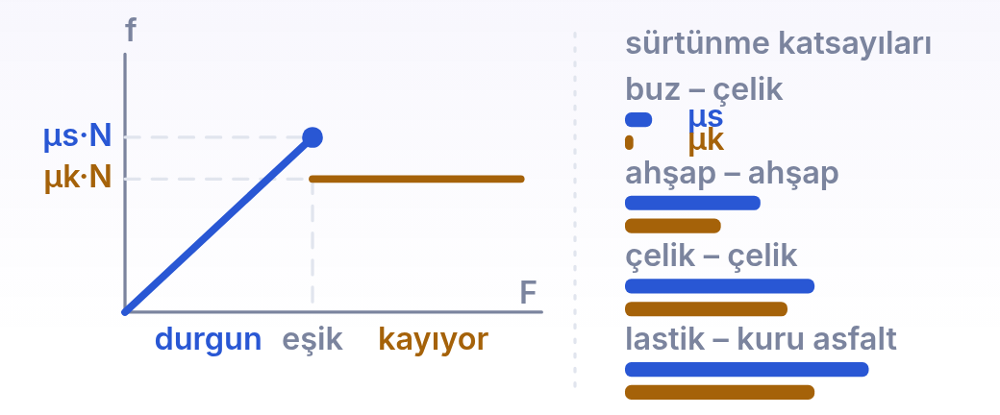 f
μs·N
μk·N
F
durgun
eşik
kayıyor
sürtünme katsayıları
buz – çelik
μs
μk
ahşap – ahşap
çelik – çelik
lastik – kuru asfalt